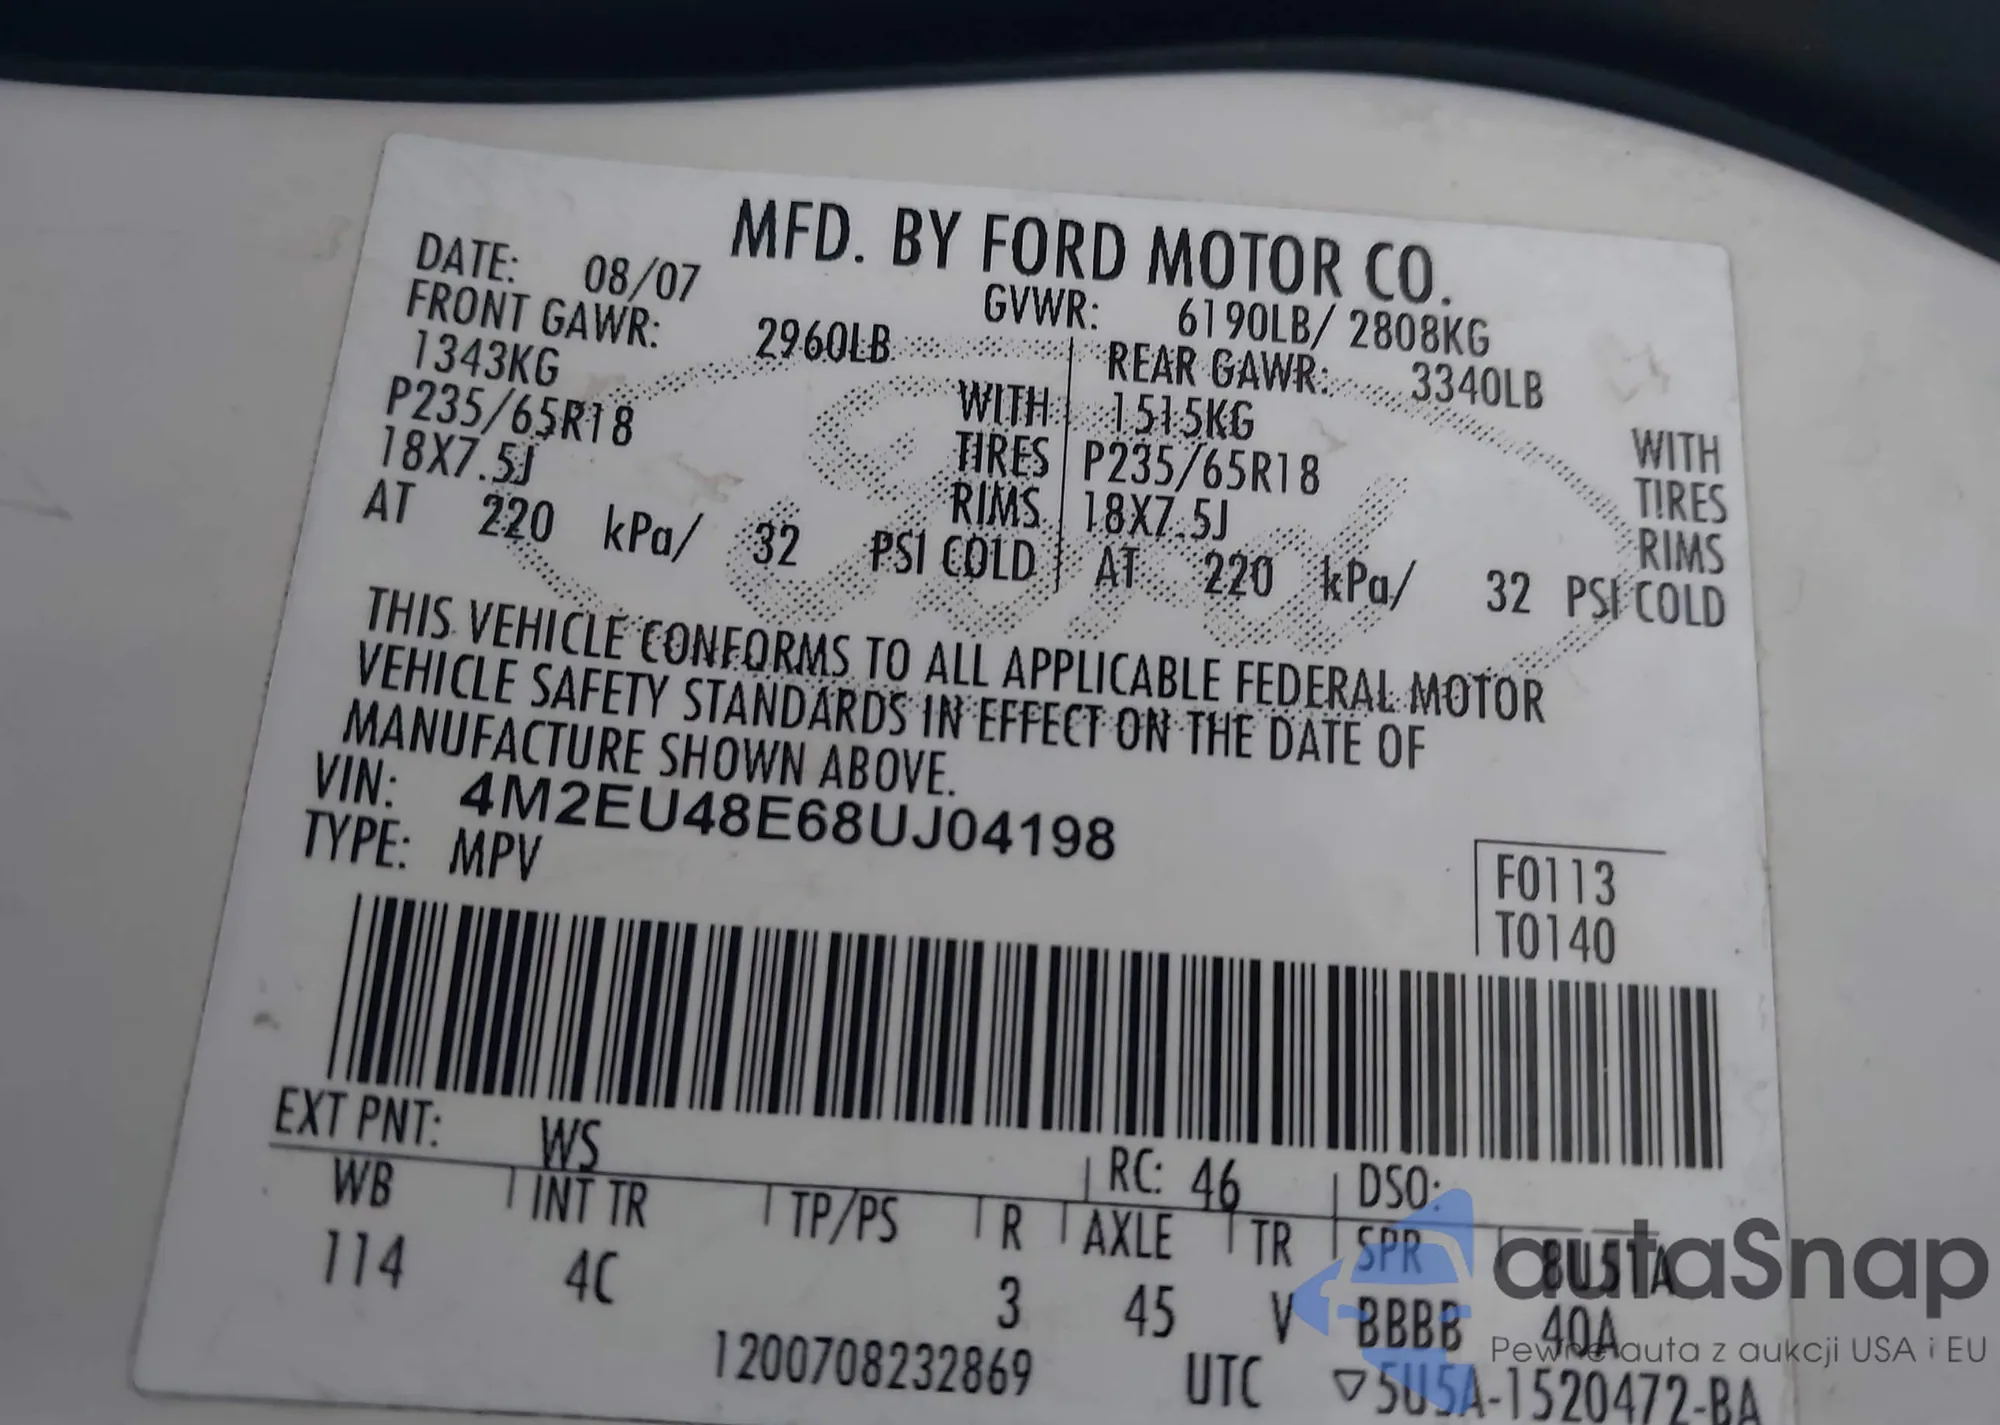 MFD. BY FORD MOTOR CO.
DATE: 08/07 GVWR: 6190LB/ 2808KG
FRONT GAWR: 2960LB REAR GAWR: 3340LB
1343KG WITH 1515KG WITH
P235/65R18 TIRES P235/65R18 TIRES
18X7.5J RIMS 18X7.5J RIMS
AT 220 kPa/ 32 PSI COLD AT 220 kPa/ 32 PSI COLD
THIS VEHICLE CONFORMS TO ALL APPLICABLE FEDERAL MOTOR
VEHICLE SAFETY STANDARDS IN EFFECT ON THE DATE OF
MANUFACTURE SHOWN ABOVE.
VIN: 4M2EU48E68UJ04198
TYPE: MPV
F0113
T0140
EXT PNT: WS RC: 46 DSO:
WB INT TR TP/PS R AXLE TR SPR 8U51A
114 4C 3 45 V BBBB 40A
1200708232869 UTC ▽5U5A-1520472-BA
autaSnap
Pewne auta z aukcji USA i EU